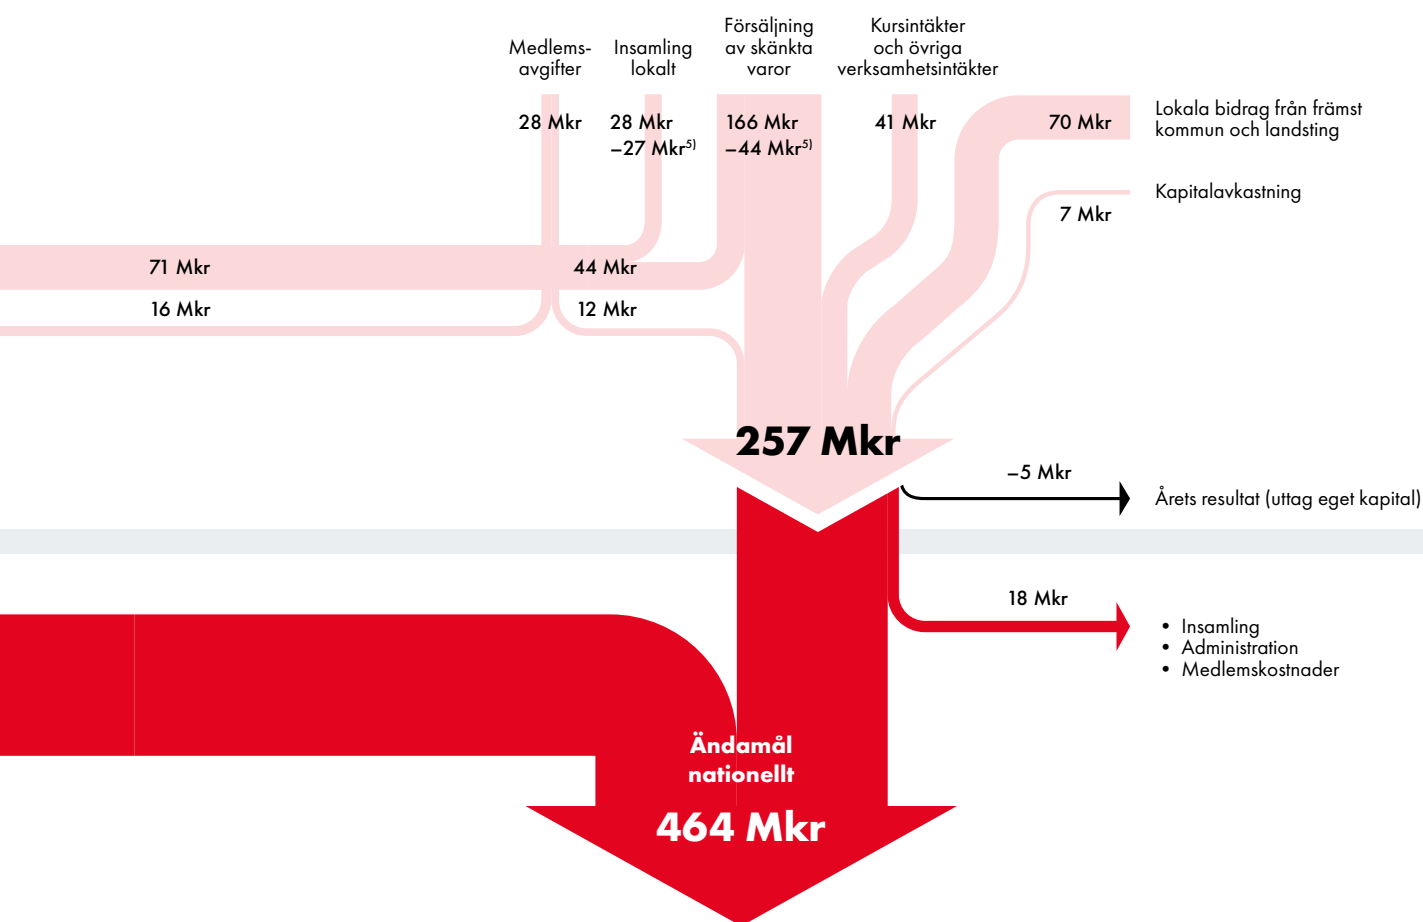 Medlems-
avgifter
Insamling
lokalt
Försäljning
av skänkta
varor
Kursintäkter
och övriga
verksamhetsintäkter
28 Mkr
28 Mkr
–27 Mkr⁵⁾
166 Mkr
–44 Mkr⁵⁾
41 Mkr
70 Mkr
Lokala bidrag från främst
kommun och landsting
Kapitalavkastning
7 Mkr
71 Mkr
44 Mkr
16 Mkr
12 Mkr
257 Mkr
–5 Mkr
Årets resultat (uttag eget kapital)
18 Mkr
• Insamling
• Administration
• Medlemskostnader
Ändamål
nationellt
464 Mkr